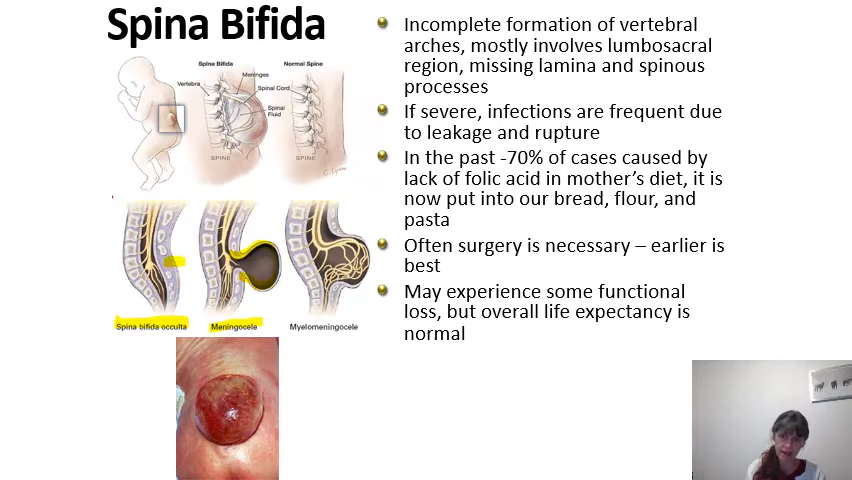 Spina Bifida
Spina Bifida
Normal Spine
Meninges
Vertebra
Spinal Cord
Spinal
Fluid
SPINE
SPINE
Spina bifida occulta
Meningocele
Myelomeningocele
Incomplete formation of vertebral
arches, mostly involves lumbosacral
region, missing lamina and spinous
processes
If severe, infections are frequent due
to leakage and rupture
In the past -70% of cases caused by
lack of folic acid in mother's diet, it is
now put into our bread, flour, and
pasta
Often surgery is necessary – earlier is
best
May experience some functional
loss, but overall life expectancy is
normal